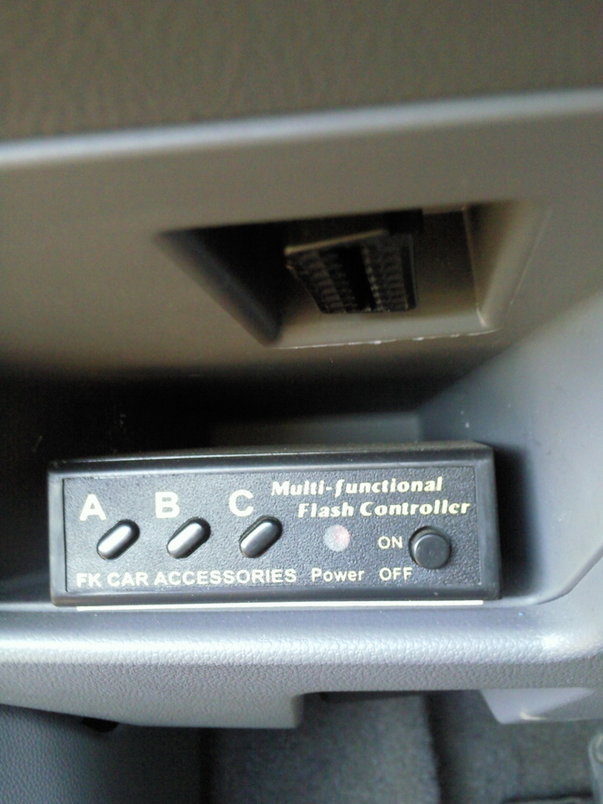 A B C
Multi-functional
Flash Controller
ON
FK CAR ACCESSORIES Power OFF